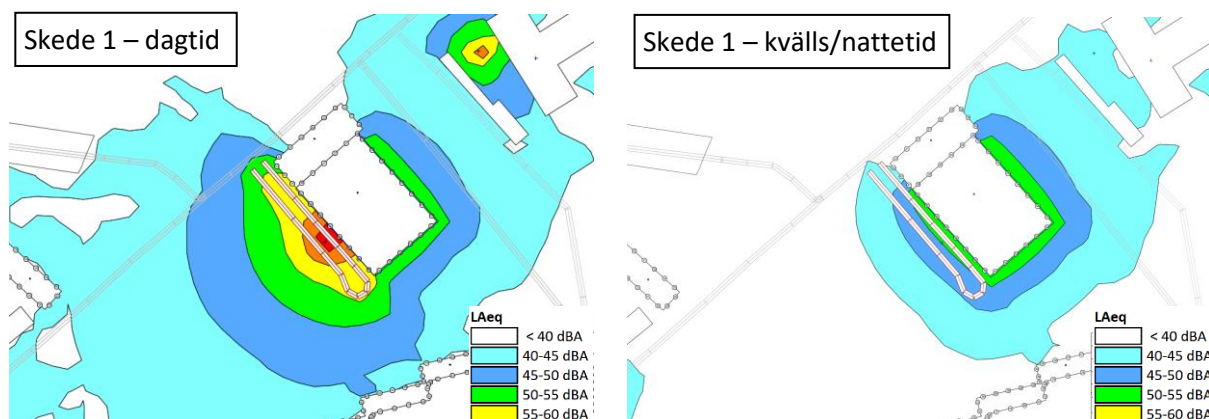 Skede 1 – dagtid
LAeq
< 40 dBA
40-45 dBA
45-50 dBA
50-55 dBA
55-60 dBA
Skede 1 – kvälls/nattetid
LAeq
< 40 dBA
40-45 dBA
45-50 dBA
50-55 dBA
55-60 dBA